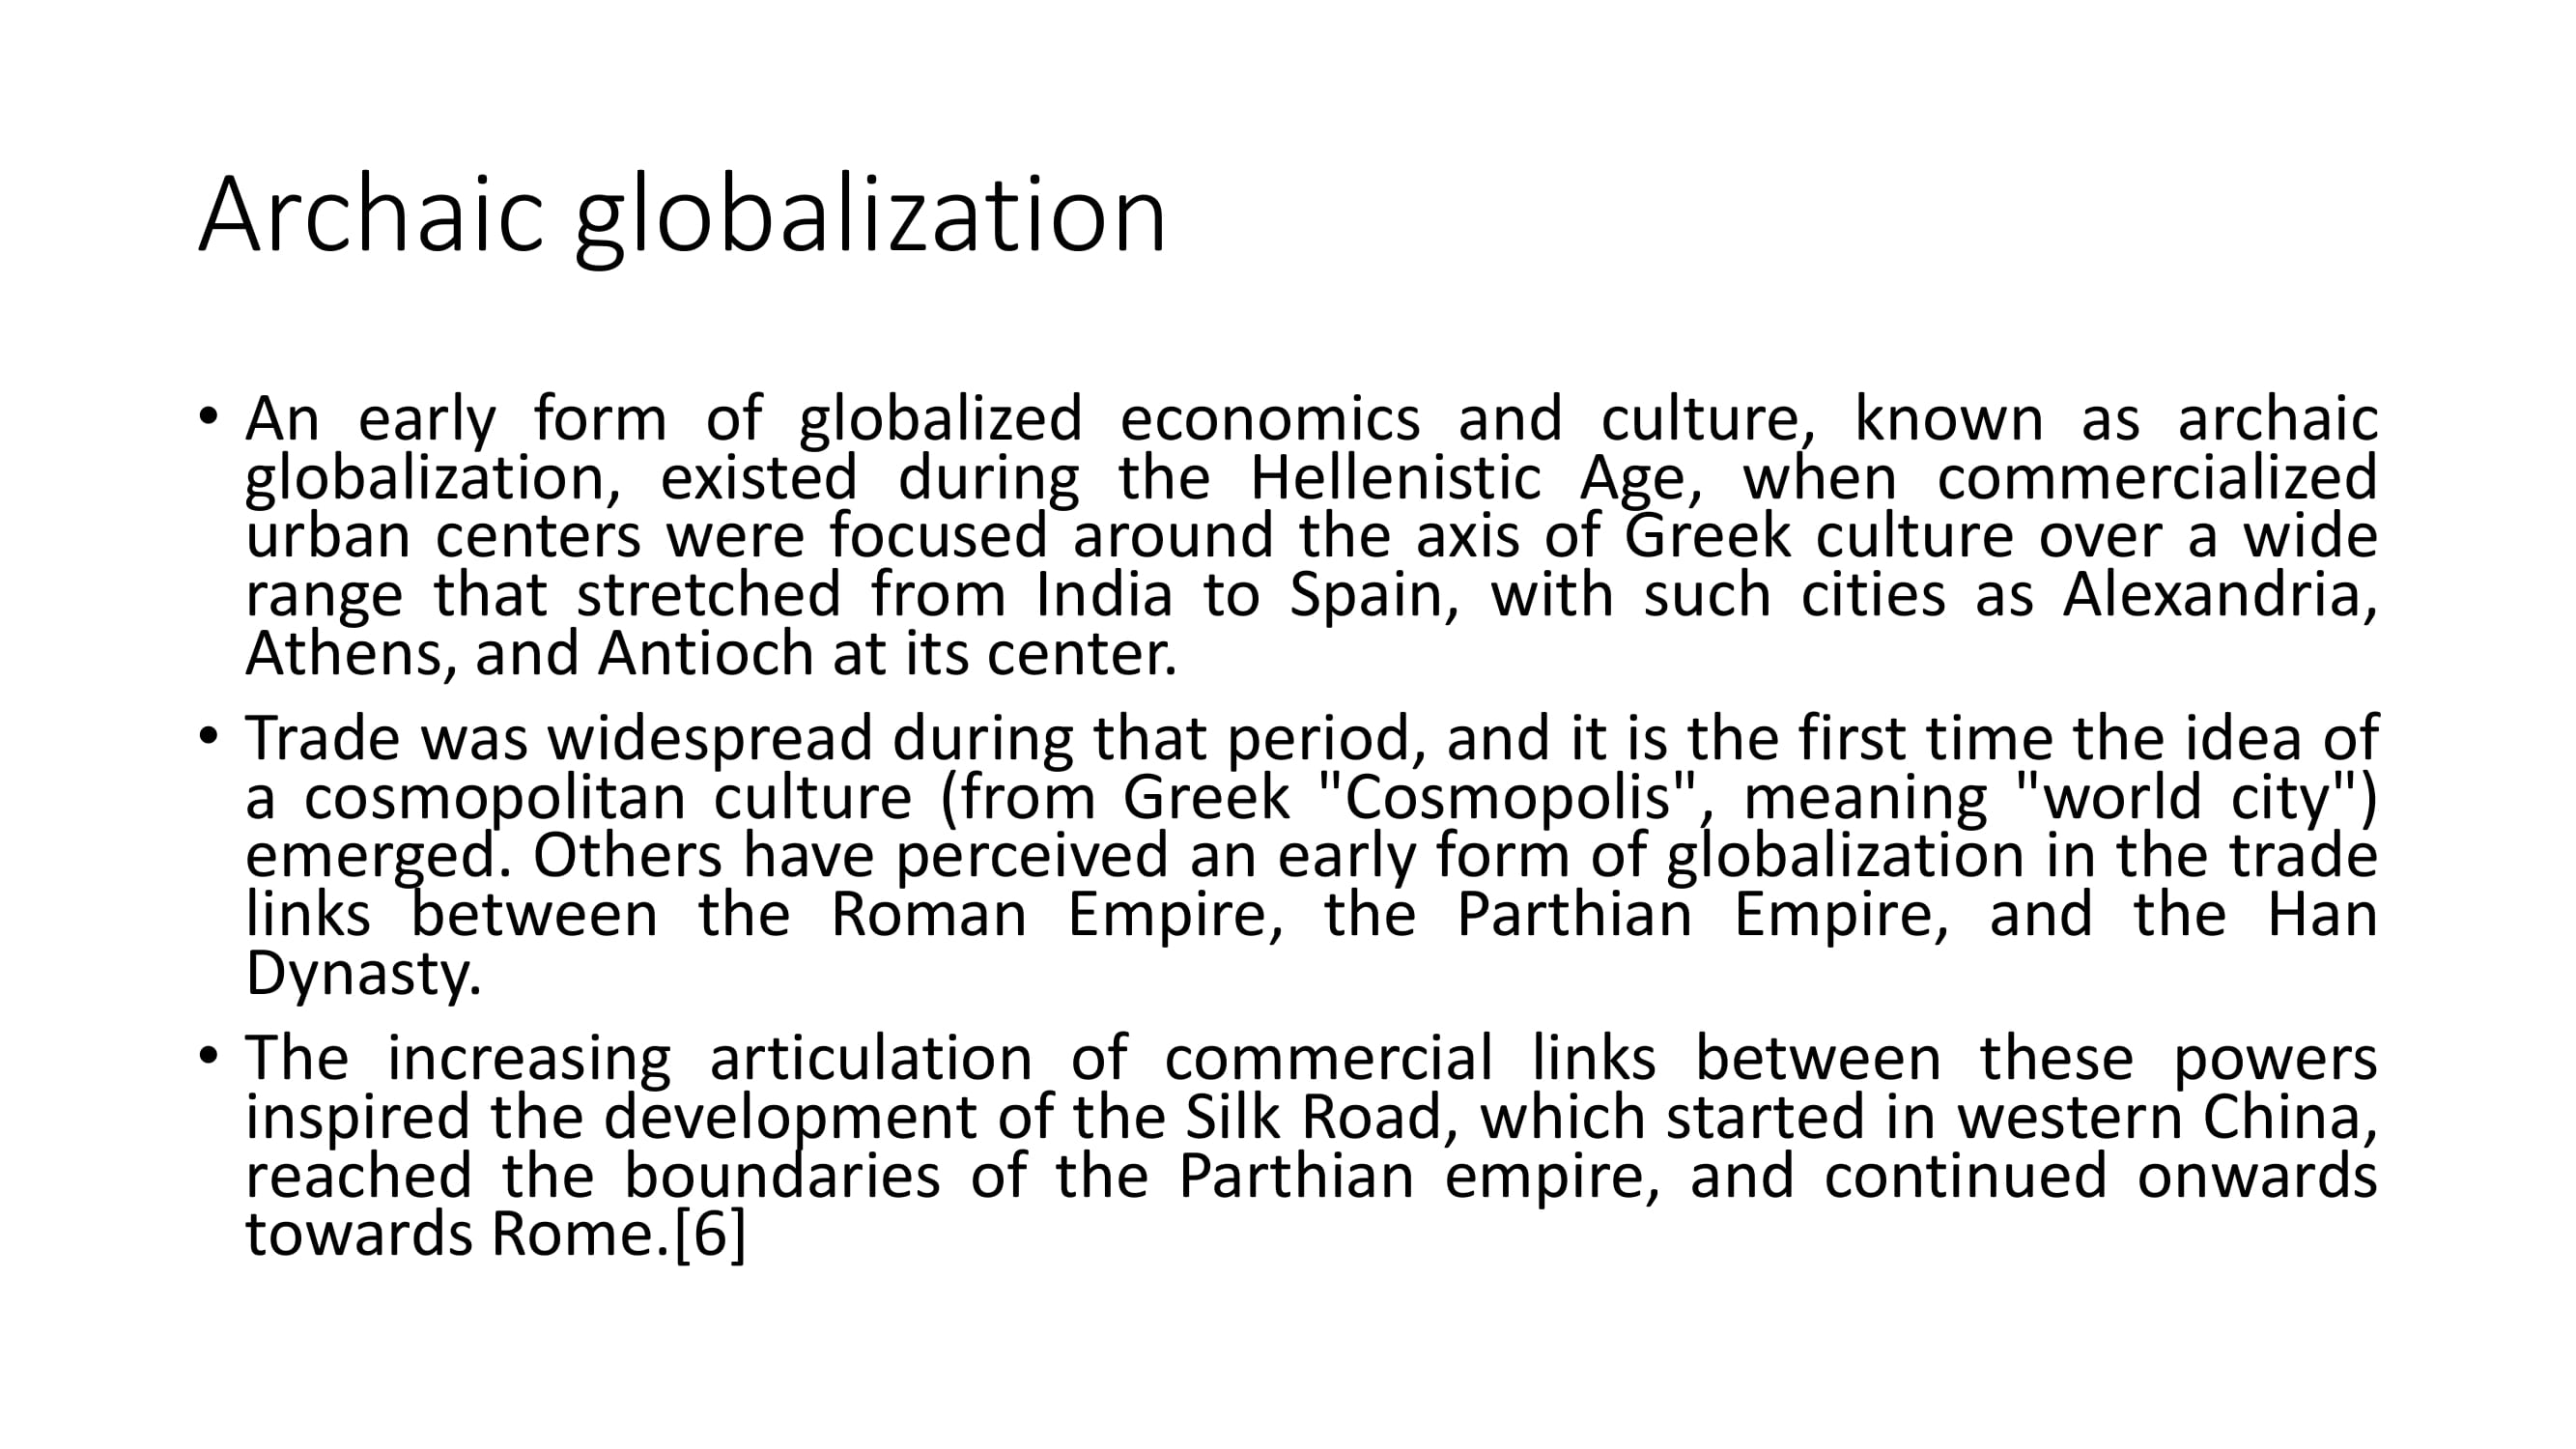 Archaic globalization
• An early form of globalized economics and culture, known as archaic
globalization, existed during the Hellenistic Age, when commercialized
urban centers were focused around the axis of Greek culture over a wide
range that stretched from India to Spain, with such cities as Alexandria,
Athens, and Antioch at its center.
• Trade was widespread during that period, and it is the first time the idea of
a cosmopolitan culture (from Greek "Cosmopolis", meaning "world city")
emerged. Others have perceived an early form of globalization in the trade
links between the Roman Empire, the Parthian Empire, and the Han
Dynasty.
• The increasing articulation of commercial links between these powers
inspired the development of the Silk Road, which started in western China,
reached the boundaries of the Parthian empire, and continued onwards
towards Rome.[6]